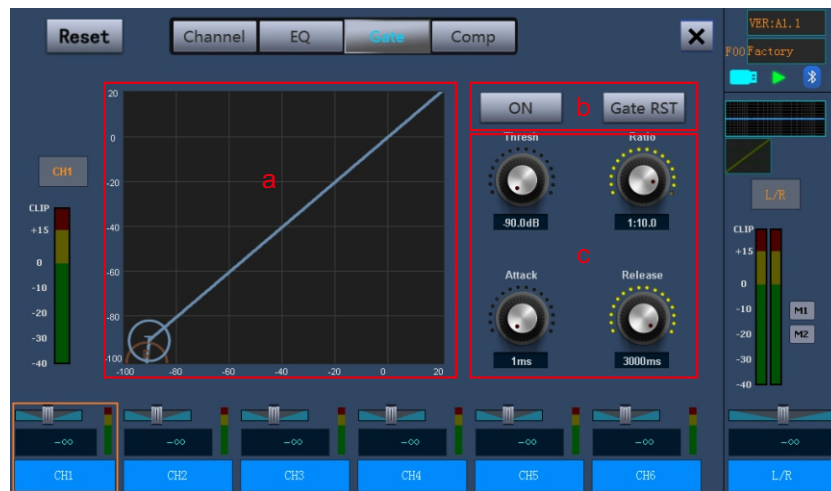 Reset
Channel
EQ
Gate
Comp
X
VER:A1.1
F00Factory
a
20
0
-20
-40
-60
-80
-100
-100 -80 -60 -40 -20 0 20
T
R
b
ON
Gate RST
c
Thresh
-90.0dB
Ratio
1:10.0
Attack
1ms
Release
3000ms
CH1
CLIP
+15
0
-10
-20
-30
-40
L/R
CLIP
+15
0
-10
-20
-30
-40
M1
M2
-∞ -∞ -∞ -∞ -∞ -∞ -∞
CH1 CH2 CH3 CH4 CH5 CH6 L/R